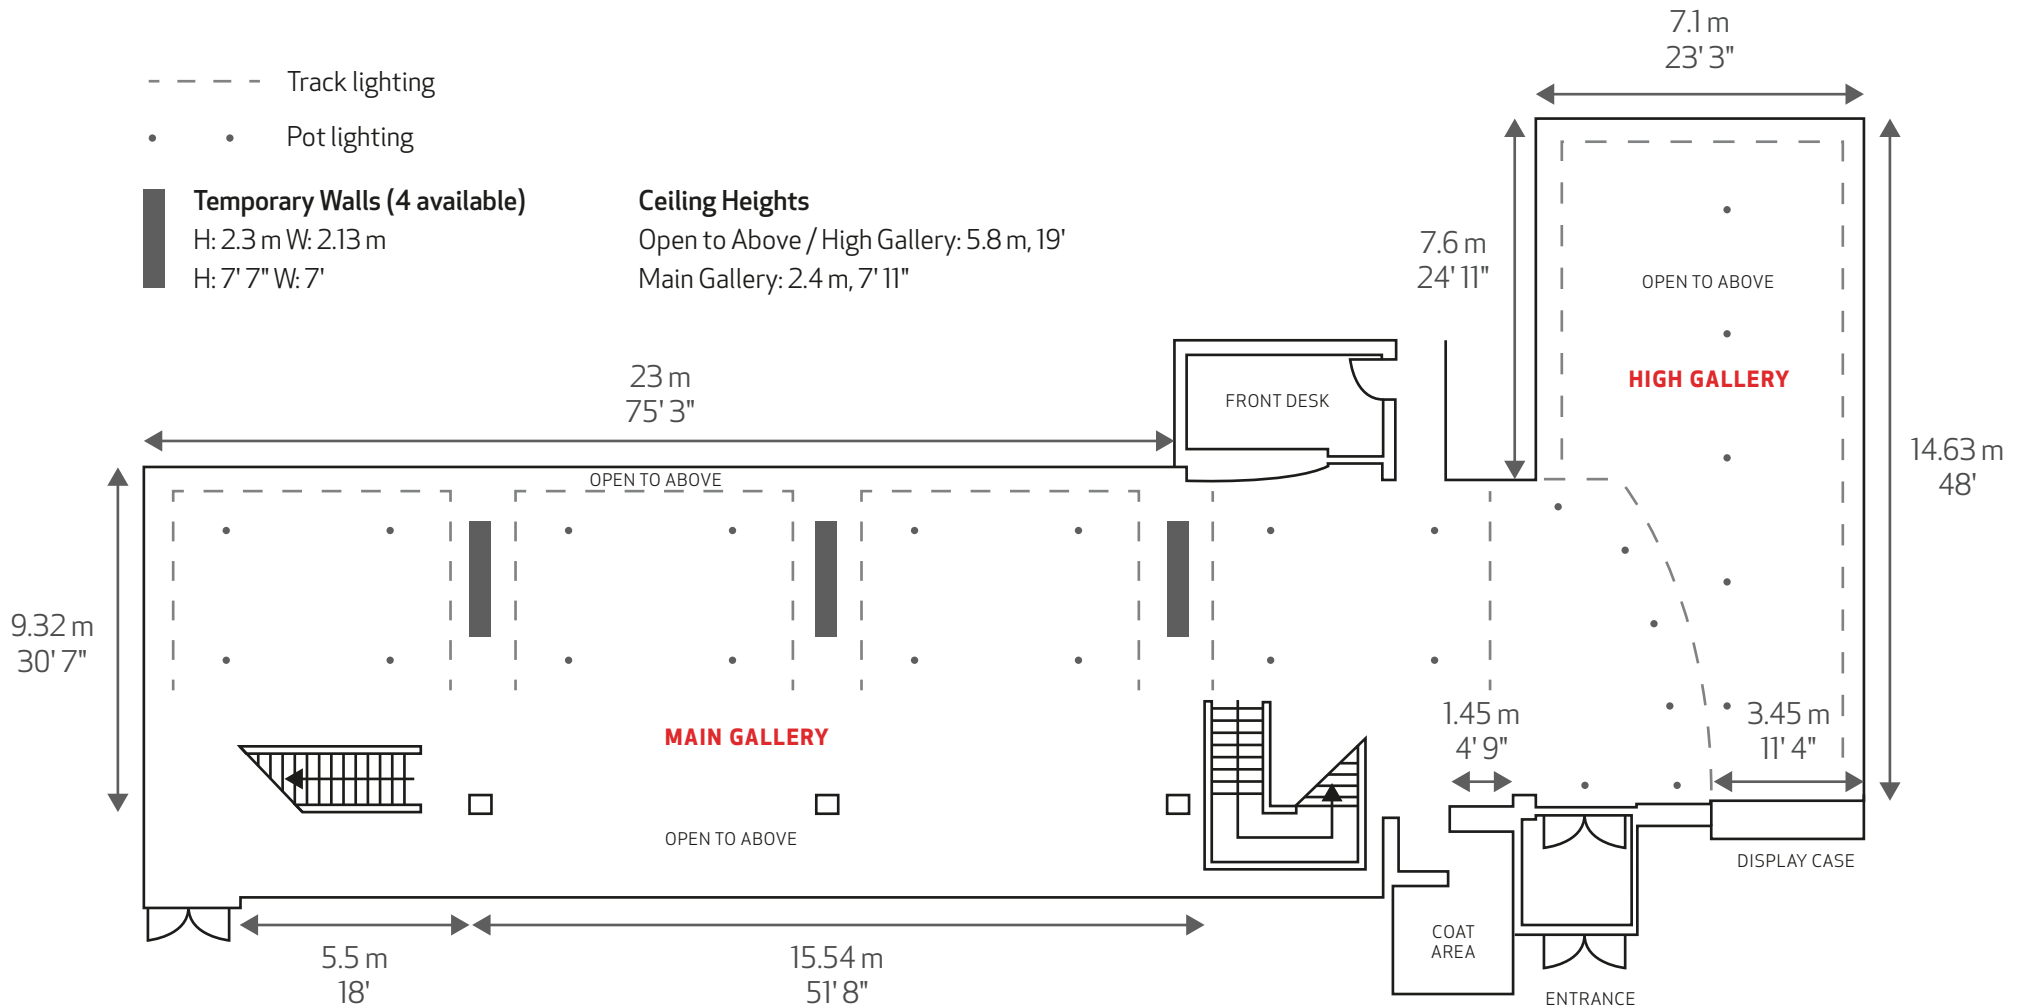 7.1 m
23' 3"
Track lighting
Pot lighting
Temporary Walls (4 available)
H: 2.3 m W: 2.13 m
H: 7' 7" W: 7'
Ceiling Heights
Open to Above / High Gallery: 5.8 m, 19'
Main Gallery: 2.4 m, 7' 11"
7.6 m
24' 11"
OPEN TO ABOVE
HIGH GALLERY
23 m
75' 3"
FRONT DESK
14.63 m
48'
OPEN TO ABOVE
9.32 m
30' 7"
MAIN GALLERY
1.45 m
4' 9"
3.45 m
11' 4"
OPEN TO ABOVE
DISPLAY CASE
5.5 m
18'
15.54 m
51' 8"
COAT
AREA
ENTRANCE